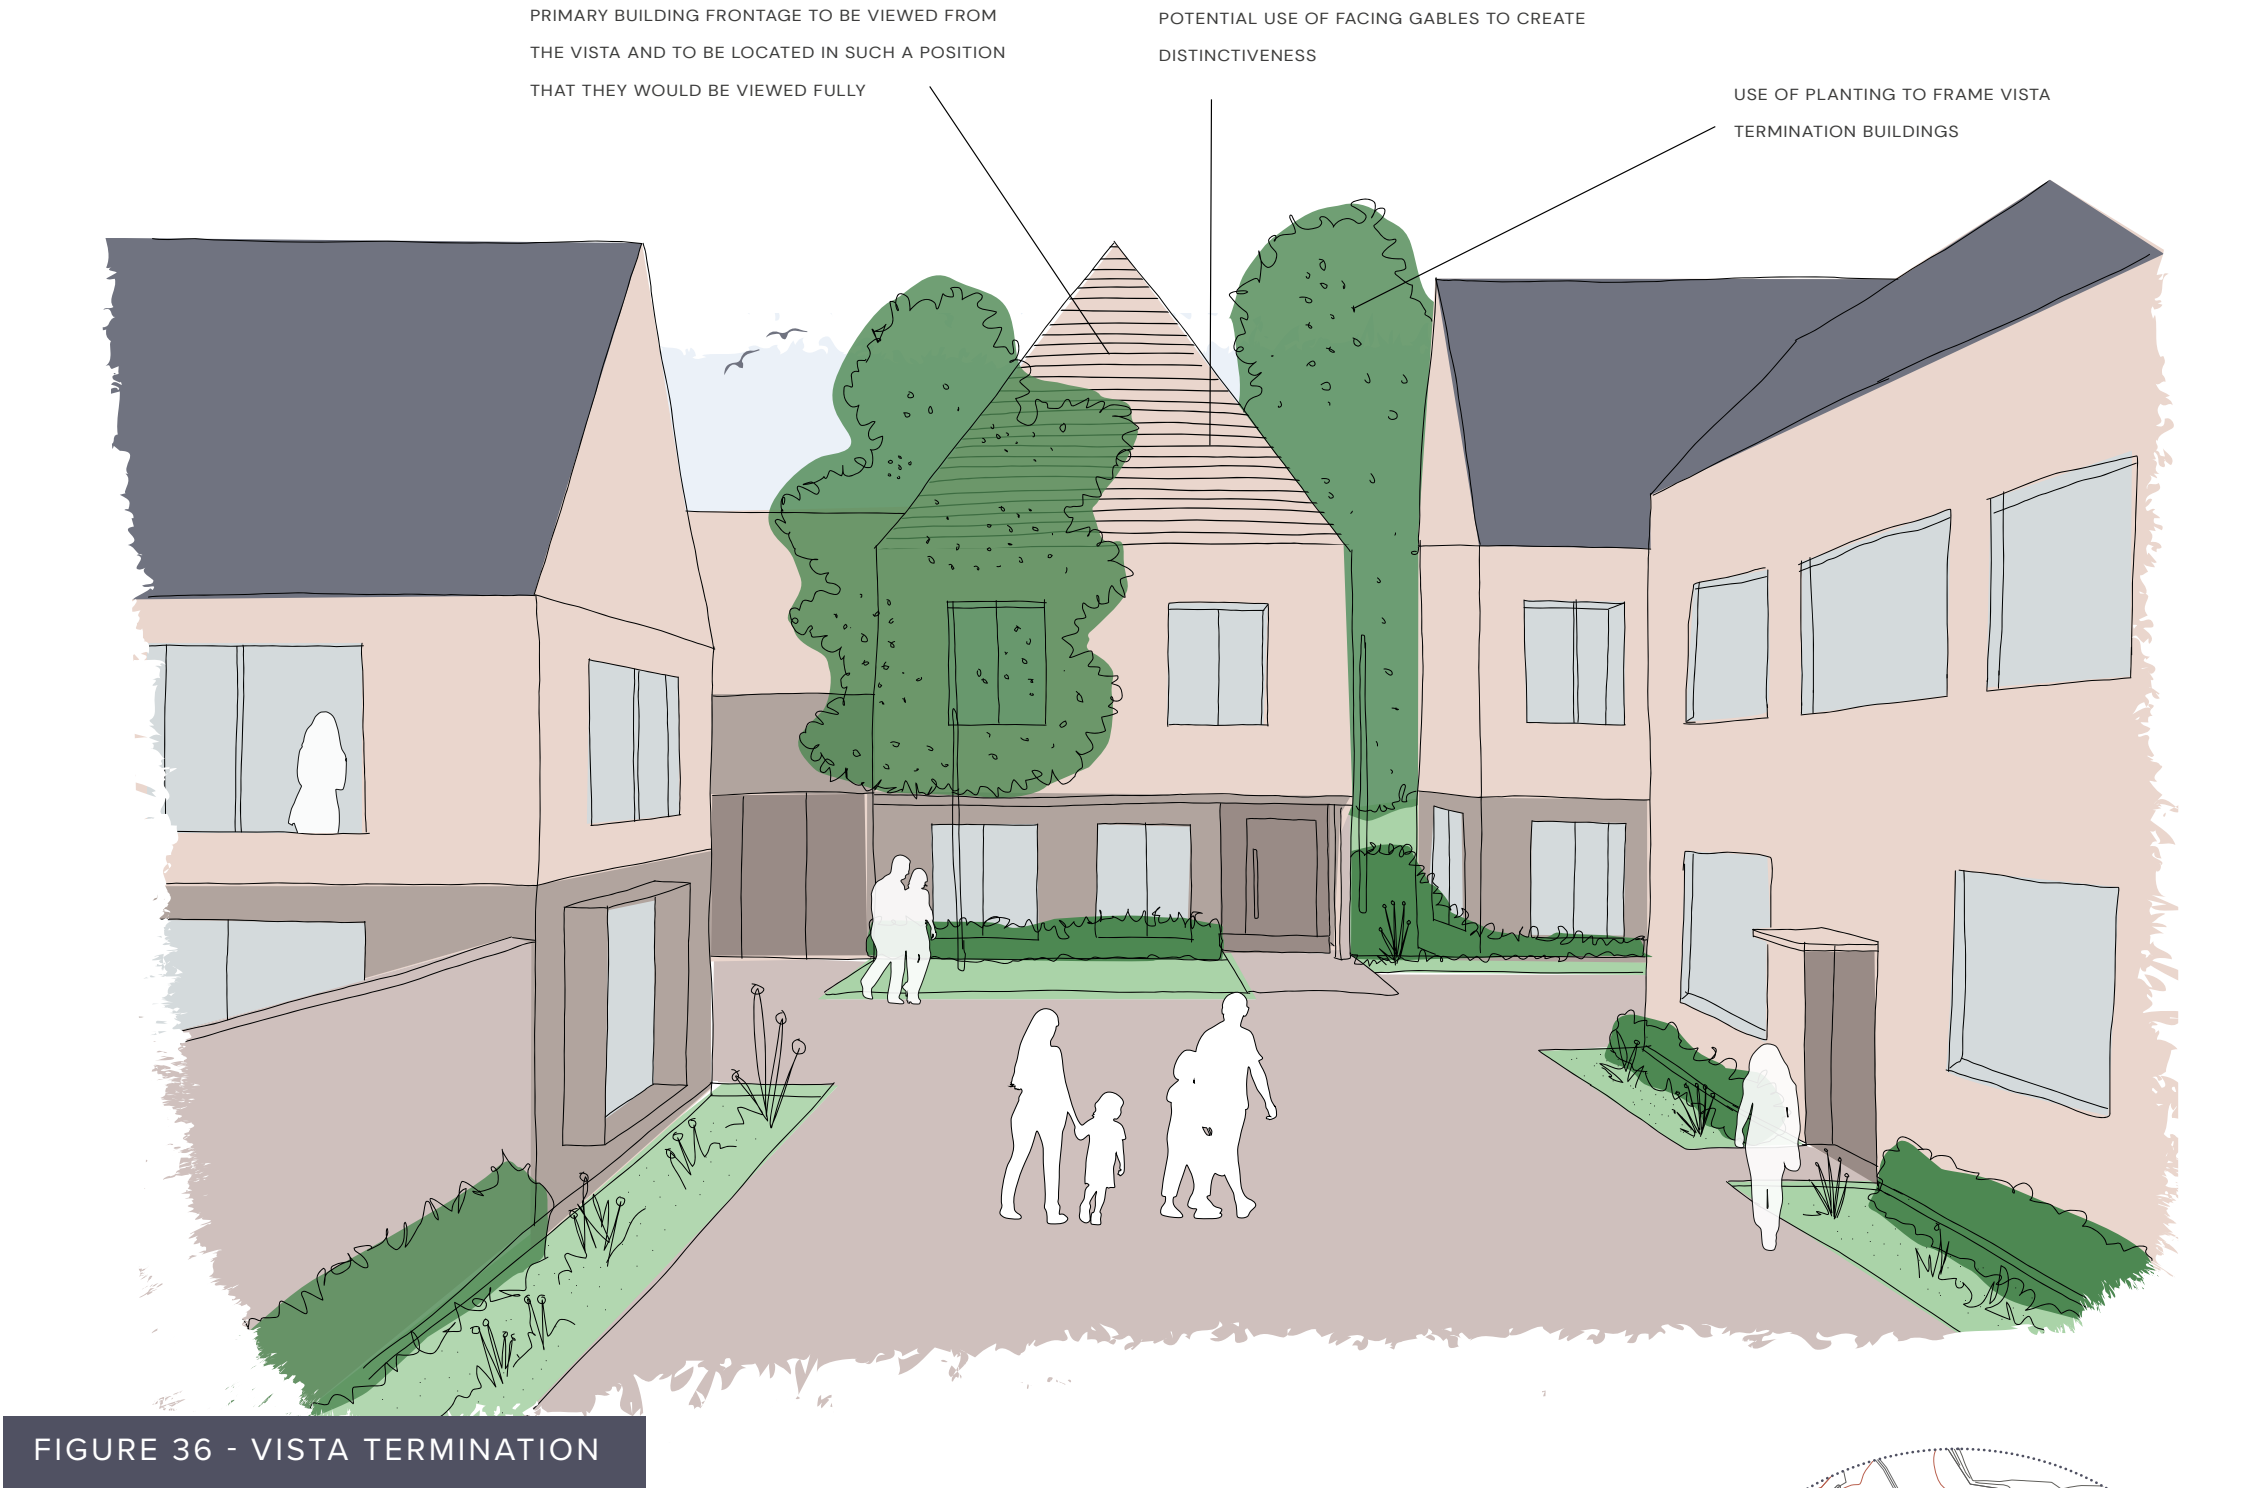 PRIMARY BUILDING FRONTAGE TO BE VIEWED FROM
THE VISTA AND TO BE LOCATED IN SUCH A POSITION
THAT THEY WOULD BE VIEWED FULLY
POTENTIAL USE OF FACING GABLES TO CREATE
DISTINCTIVENESS
USE OF PLANTING TO FRAME VISTA
TERMINATION BUILDINGS
FIGURE 36 - VISTA TERMINATION